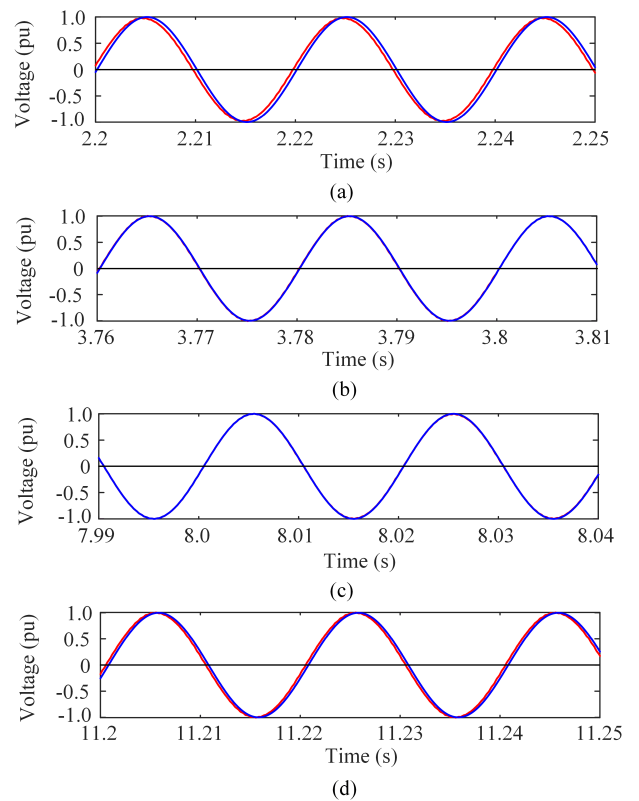 Voltage (pu)
1.0
0.5
0
-0.5
-1.0
2.2 2.21 2.22 2.23 2.24 2.25
Time (s)
(a)
Voltage (pu)
1.0
0.5
0
-0.5
-1.0
3.76 3.77 3.78 3.79 3.8 3.81
Time (s)
(b)
Voltage (pu)
1.0
0.5
0
-0.5
-1.0
7.99 8.0 8.01 8.02 8.03 8.04
Time (s)
(c)
Voltage (pu)
1.0
0.5
0
-0.5
-1.0
11.2 11.21 11.22 11.23 11.24 11.25
Time (s)
(d)